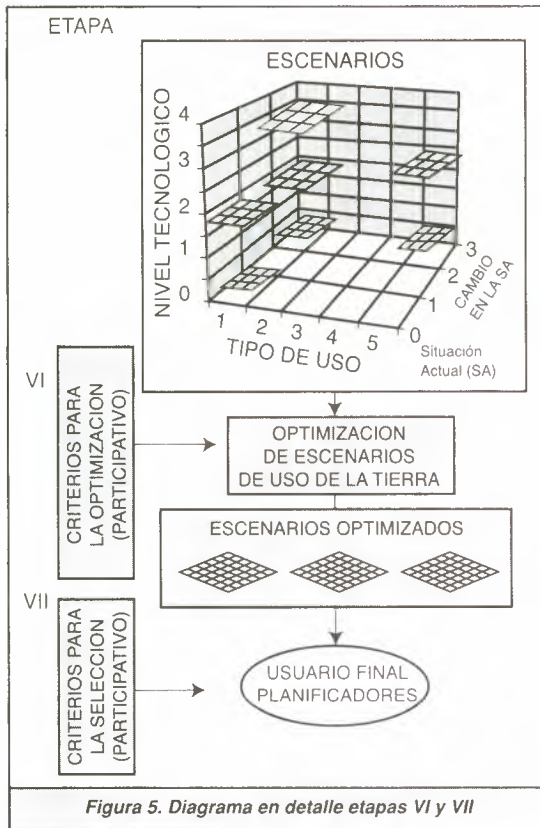 ETAPA
ESCENARIOS
NIVEL TECNOLOGICO
4
3
2
1
0
1
2
3
4
5
TIPO DE USO
0
1
2
3
CAMBIO
EN LA SA
Situación
Actual (SA)
VI
CRITERIOS PARA
LA OPTIMIZACION
(PARTICIPATIVO)
OPTIMIZACION
DE ESCENARIOS
DE USO DE LA TIERRA
ESCENARIOS OPTIMIZADOS
VII
CRITERIOS PARA
LA SELECCION
(PARTICIPATIVO)
USUARIO FINAL
PLANIFICADORES
Figura 5. Diagrama en detalle etapas VI y VII